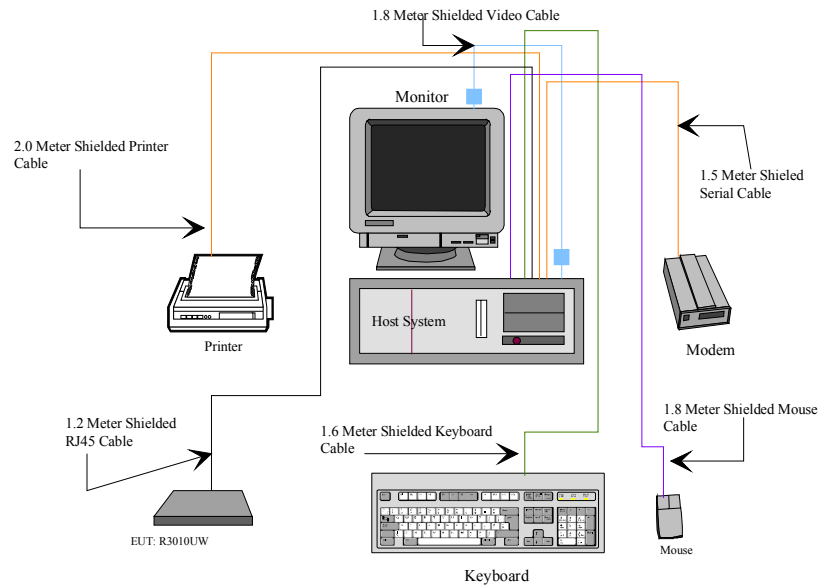 1.8 Meter Shielded Video Cable
Monitor
2.0 Meter Shielded Printer
Cable
1.5 Meter Shieled
Serial Cable
Host System
Printer
Modem
1.2 Meter Shielded
RJ45 Cable
1.6 Meter Shielded Keyboard
Cable
1.8 Meter Shielded Mouse
Cable
EUT: R3010UW
Mouse
Keyboard